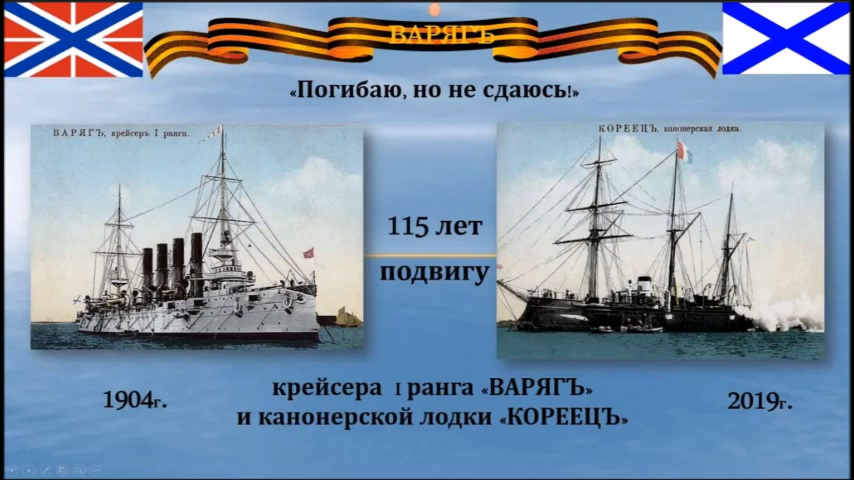 ВАРЯГЪ
«Погибаю, но не сдаюсь!»
ВАРЯГЪ, крейсеръ I ранга.
КОРЕЕЦЪ, канонерская лодка.
115 лет
подвигу
1904г.
крейсера I ранга «ВАРЯГЪ»
и канонерской лодки «КОРЕЕЦЪ»
2019г.